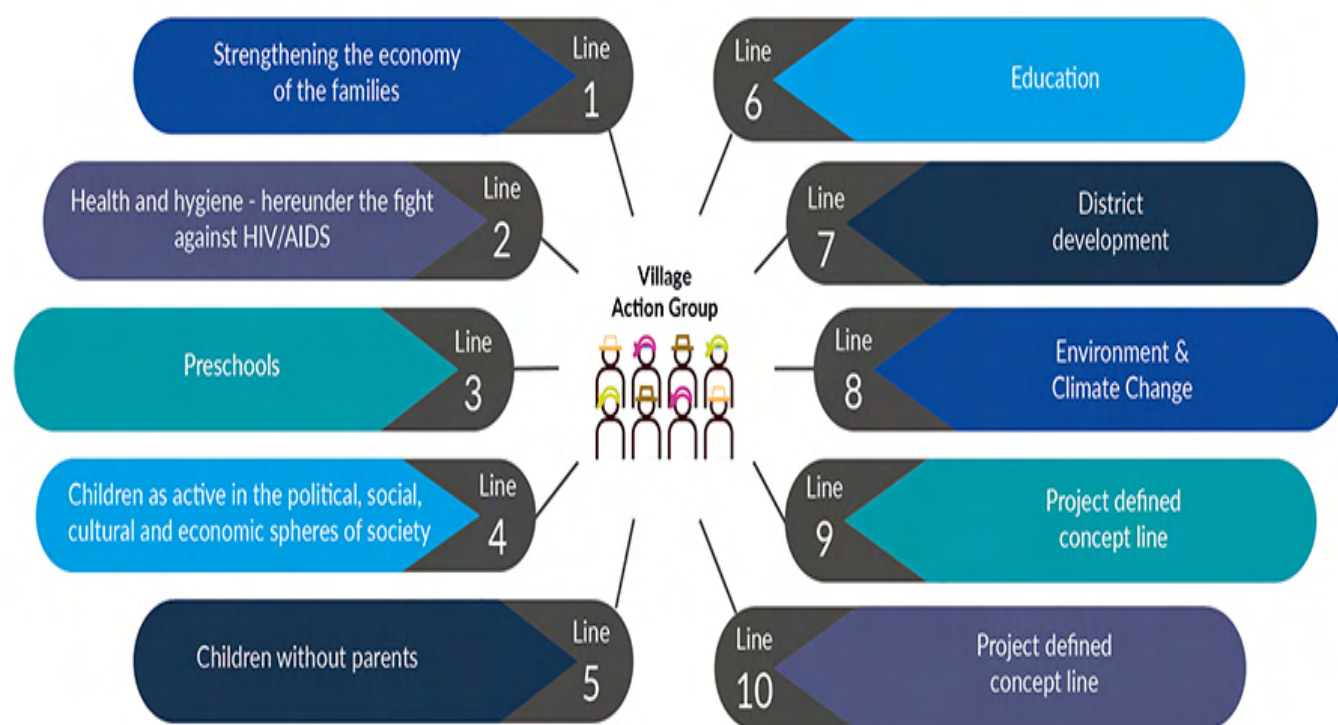 Strengthening the economy
of the families
Line
1
Health and hygiene - hereunder the fight
against HIV/AIDS
Line
2
Preschools
Line
3
Children as active in the political, social,
cultural and economic spheres of society
Line
4
Children without parents
Line
5
Village
Action Group
Line
6
Education
Line
7
District
development
Line
8
Environment &
Climate Change
Line
9
Project defined
concept line
Line
10
Project defined
concept line